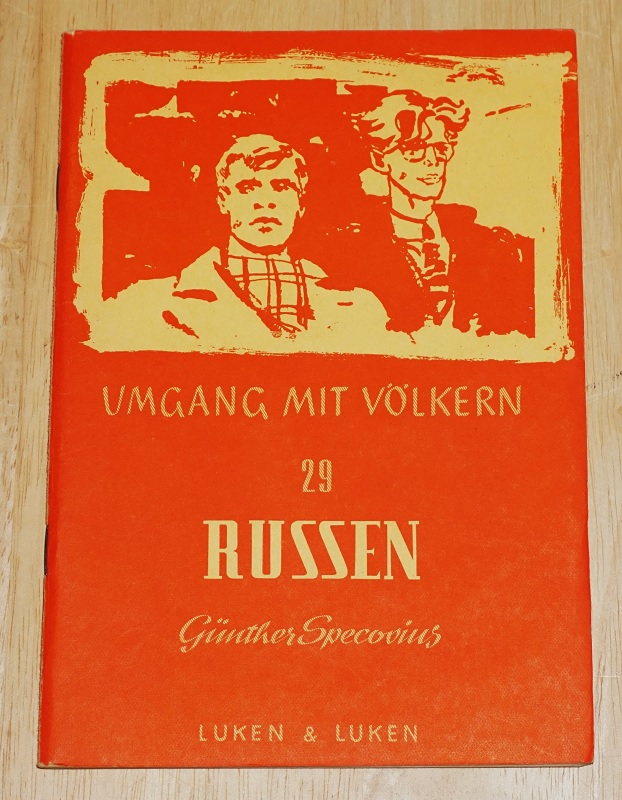 UMGANG MIT VÖLKERN
29
RUSSEN
Günther Specovius
LUKEN & LUKEN